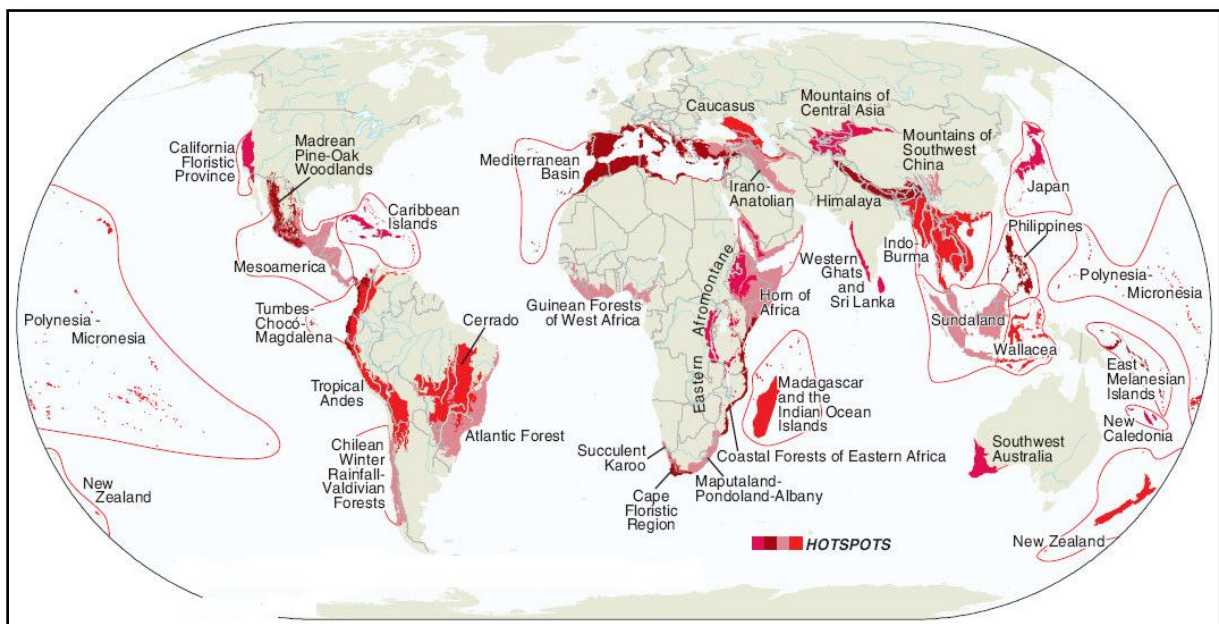 California
Floristic
Province
Madrean
Pine-Oak
Woodlands
Caribbean
Islands
Mesoamerica
Polynesia -
Micronesia
Tumbes-
Chocó-
Magdalena
Tropical
Andes
Cerrado
Atlantic Forest
Chilean
Winter
Rainfall-
Valdivian
Forests
New
Zealand
Mediterranean
Basin
Caucasus
Irano-
Anatolian
Mountains of
Central Asia
Mountains of
Southwest
China
Himalaya
Japan
Philippines
Indo-
Burma
Western
Ghats
and
Sri Lanka
Polynesia-
Micronesia
Guinean Forests
of West Africa
Eastern Afromontane
Horn of
Africa
Sundaland
Wallacea
East
Melanesian
Islands
New
Caledonia
Madagascar
and the
Indian Ocean
Islands
Succulent
Karoo
Cape
Floristic
Region
Coastal Forests of Eastern Africa
Maputaland-
Pondoland-Albany
Southwest
Australia
New Zealand
HOTSPOTS